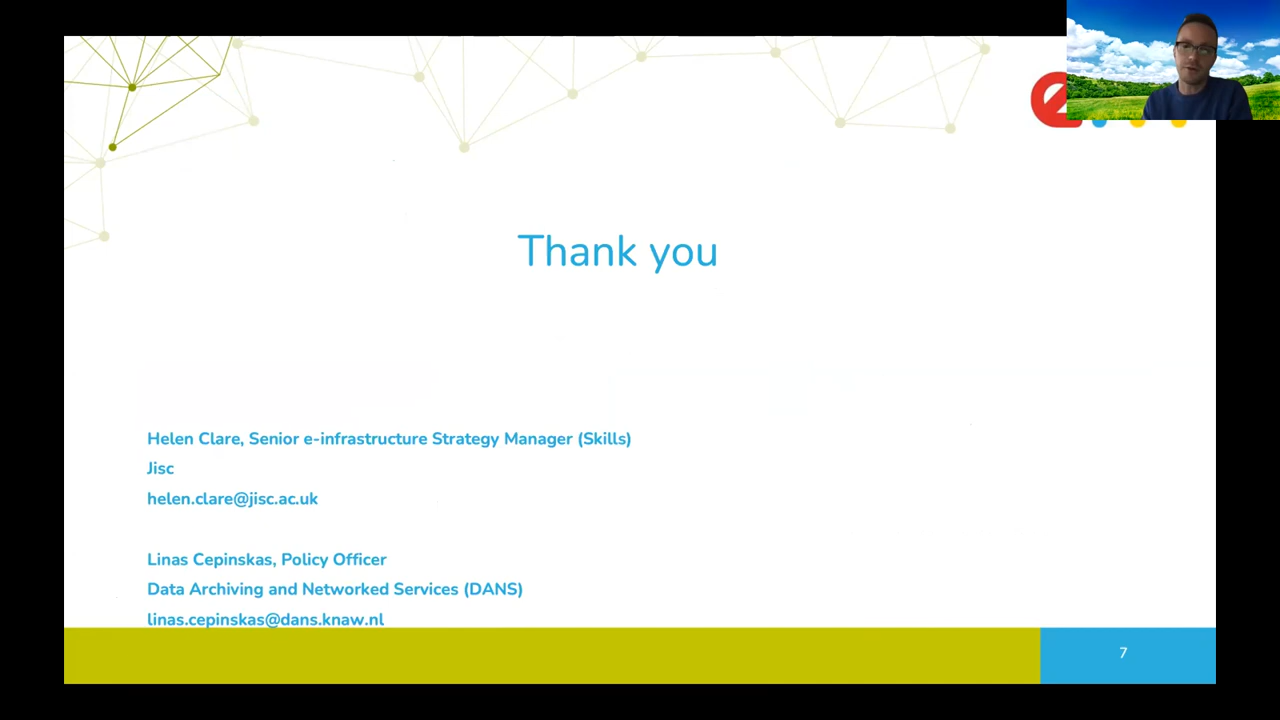 Thank you
Helen Clare, Senior e-infrastructure Strategy Manager (Skills)
Jisc
helen.clare@jisc.ac.uk
Linas Cepinskas, Policy Officer
Data Archiving and Networked Services (DANS)
linas.cepinskas@dans.knaw.nl
7